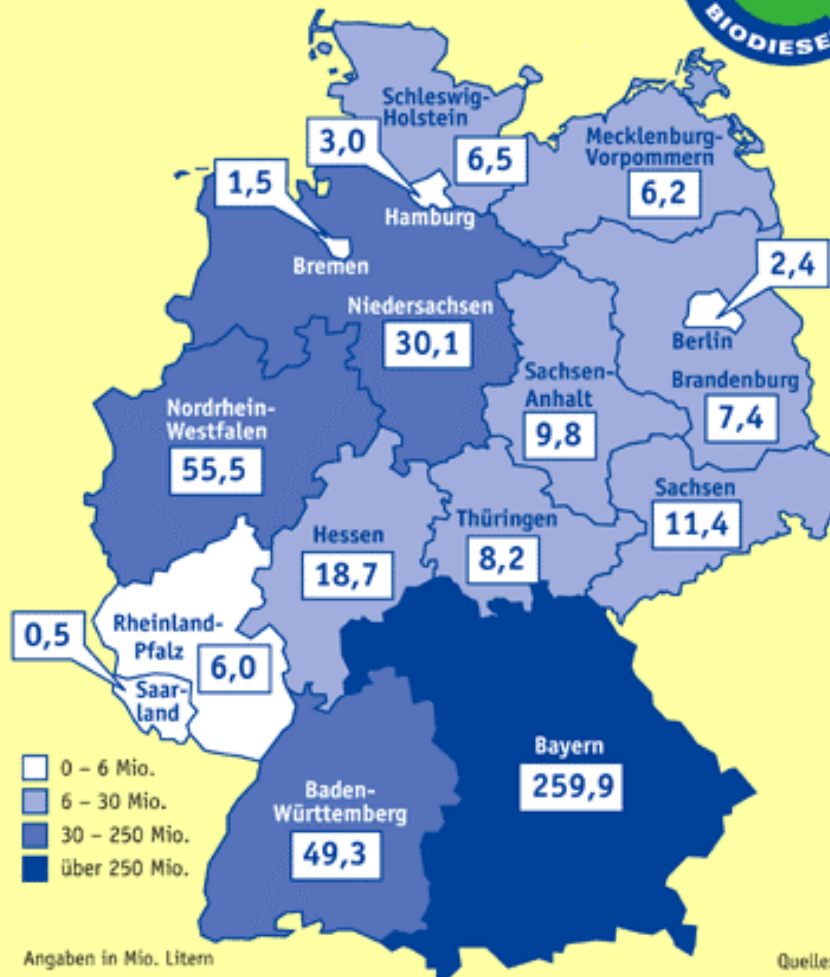 BIODIESE
Schleswig-
Holstein
6,5
3,0
Hamburg
Mecklenburg-
Vorpommern
6,2
1,5
Bremen
2,4
Berlin
Niedersachsen
30,1
Sachsen-
Anhalt
9,8
Brandenburg
7,4
Nordrhein-
Westfalen
55,5
Sachsen
11,4
Hessen
18,7
Thüringen
8,2
0,5
Rheinland-
Pfalz
6,0
Saar-
land
Bayern
259,9
Baden-
Württemberg
49,3
0 – 6 Mio.
6 – 30 Mio.
30 – 250 Mio.
über 250 Mio.
Angaben in Mio. Litern
Quelle: